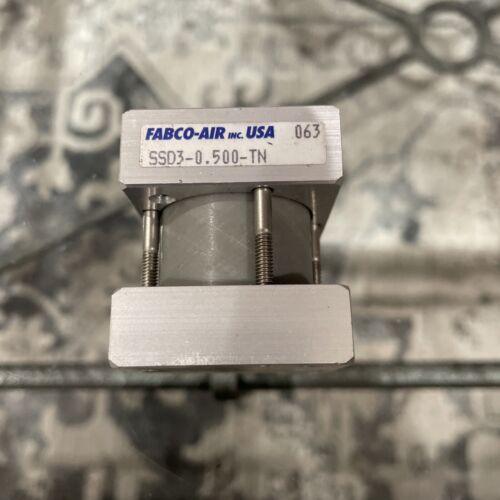 FABCO-AIR INC. USA 063
SSD3-0.500-TN